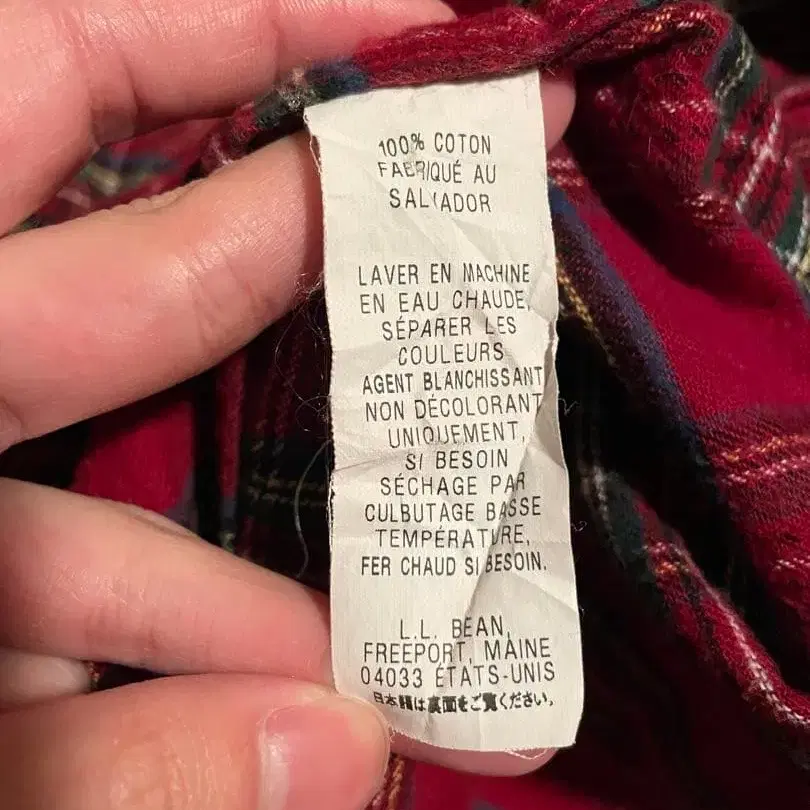 100% COTON
FABRIQUÉ AU
SALVADOR
LAVER EN MACHINE
EN EAU CHAUDE,
SÉPARER LES
COULEURS
AGENT BLANCHISSANT
NON DÉCOLORANT
UNIQUEMENT,
SI BESOIN
SÉCHAGE PAR
CULBUTAGE BASSE
TEMPÉRATURE,
FER CHAUD SI BESOIN.
L.L. BEAN,
FREEPORT, MAINE
04033 ÉTATS-UNIS
日本語は裏面をご覧ください。